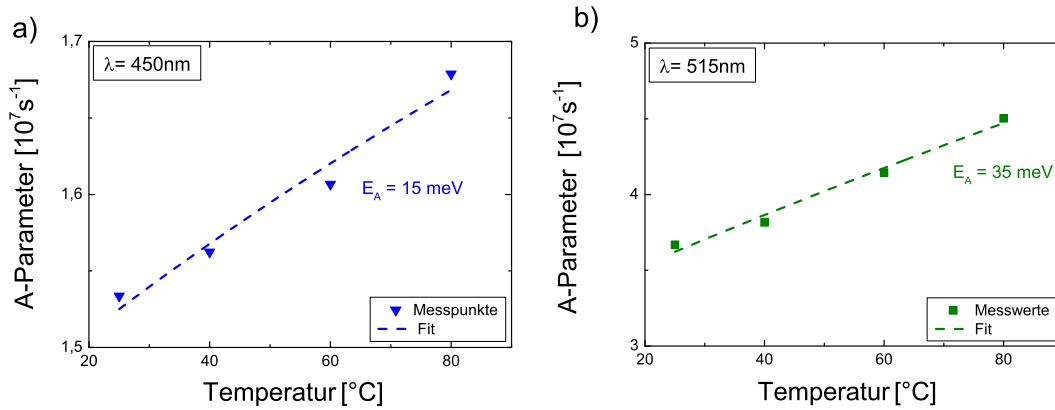 a)
1,7
λ= 450nm
1,6
1,5
A-Parameter [10⁷s⁻¹]
E_A = 15 meV
Messpunkte
Fit
20
40
60
80
Temperatur [°C]
b)
5
λ= 515nm
4
3
A-Parameter [10⁷s⁻¹]
E_A = 35 meV
Messwerte
Fit
20
40
60
80
Temperatur [°C]